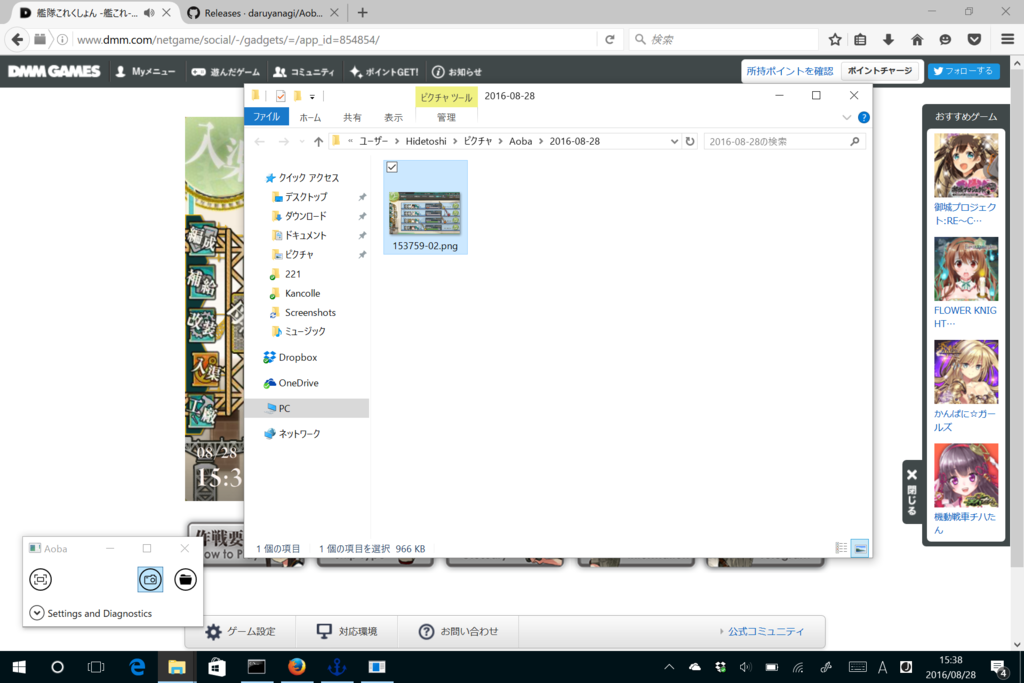 艦隊これくしょん -艦これ-...
Releases · daruyanagi/Aob...
www.dmm.com/netgame/social/-/gadgets/=/app_id=854854/
検索
DMM GAMES
Myメニュー
遊んだゲーム
コミュニティ
ポイントGET!
お知らせ
所持ポイントを確認
ポイントチャージ
フォローする
ピクチャ ツール
2016-08-28
ファイル
ホーム
共有
表示
管理
« ユーザー › Hidetoshi › ピクチャ › Aoba › 2016-08-28
2016-08-28の検索
クイック アクセス
デスクトップ
ダウンロード
ドキュメント
ピクチャ
221
Kancolle
Screenshots
ミュージック
Dropbox
OneDrive
PC
ネットワーク
153759-02.png
1 個の項目
1 個の項目を選択 966 KB
入渠
編成
補給
改装
入渠
工廠
08/28
15:3
作戦要
How to P
おすすめゲーム
御城プロジェク
ト:RE～C…
FLOWER KNIG
HT…
かんぱに☆ガー
ルズ
機動戦車チハたん
ん
閉じる
Aoba
Settings and Diagnostics
ゲーム設定
対応環境
お問い合わせ
公式コミュニティ
15:38
2016/08/28
4